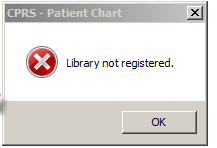 CPRS - Patient Chart
Library not registered.
OK